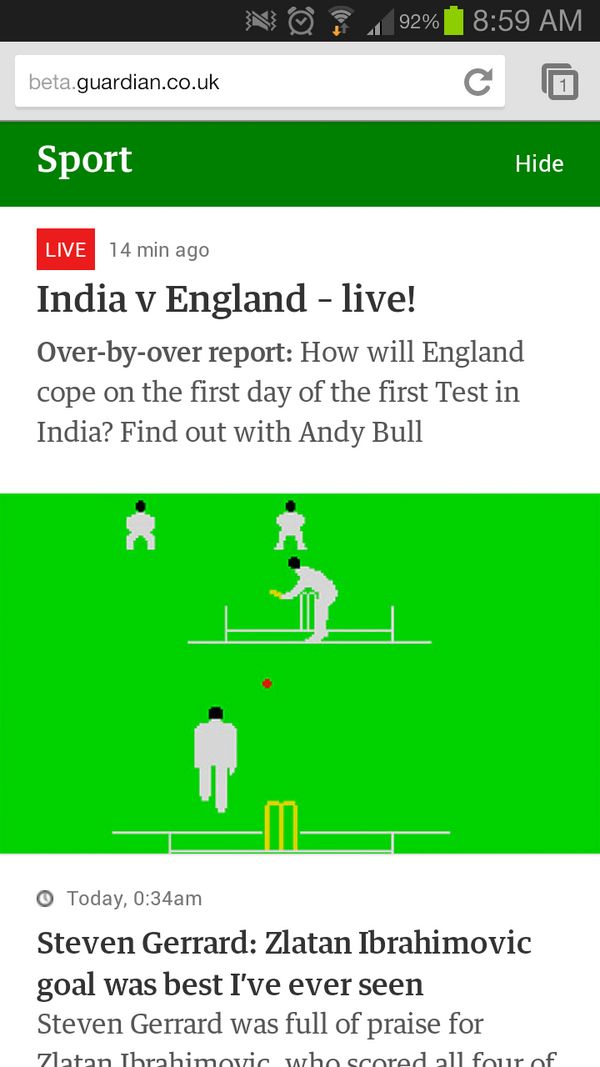 92% 8:59 AM
beta.guardian.co.uk 1
Sport Hide
LIVE 14 min ago
India v England – live!
Over-by-over report: How will England
cope on the first day of the first Test in
India? Find out with Andy Bull
Today, 0:34am
Steven Gerrard: Zlatan Ibrahimovic
goal was best I've ever seen
Steven Gerrard was full of praise for
Zlatan Ibrahimovic, who scored all four of